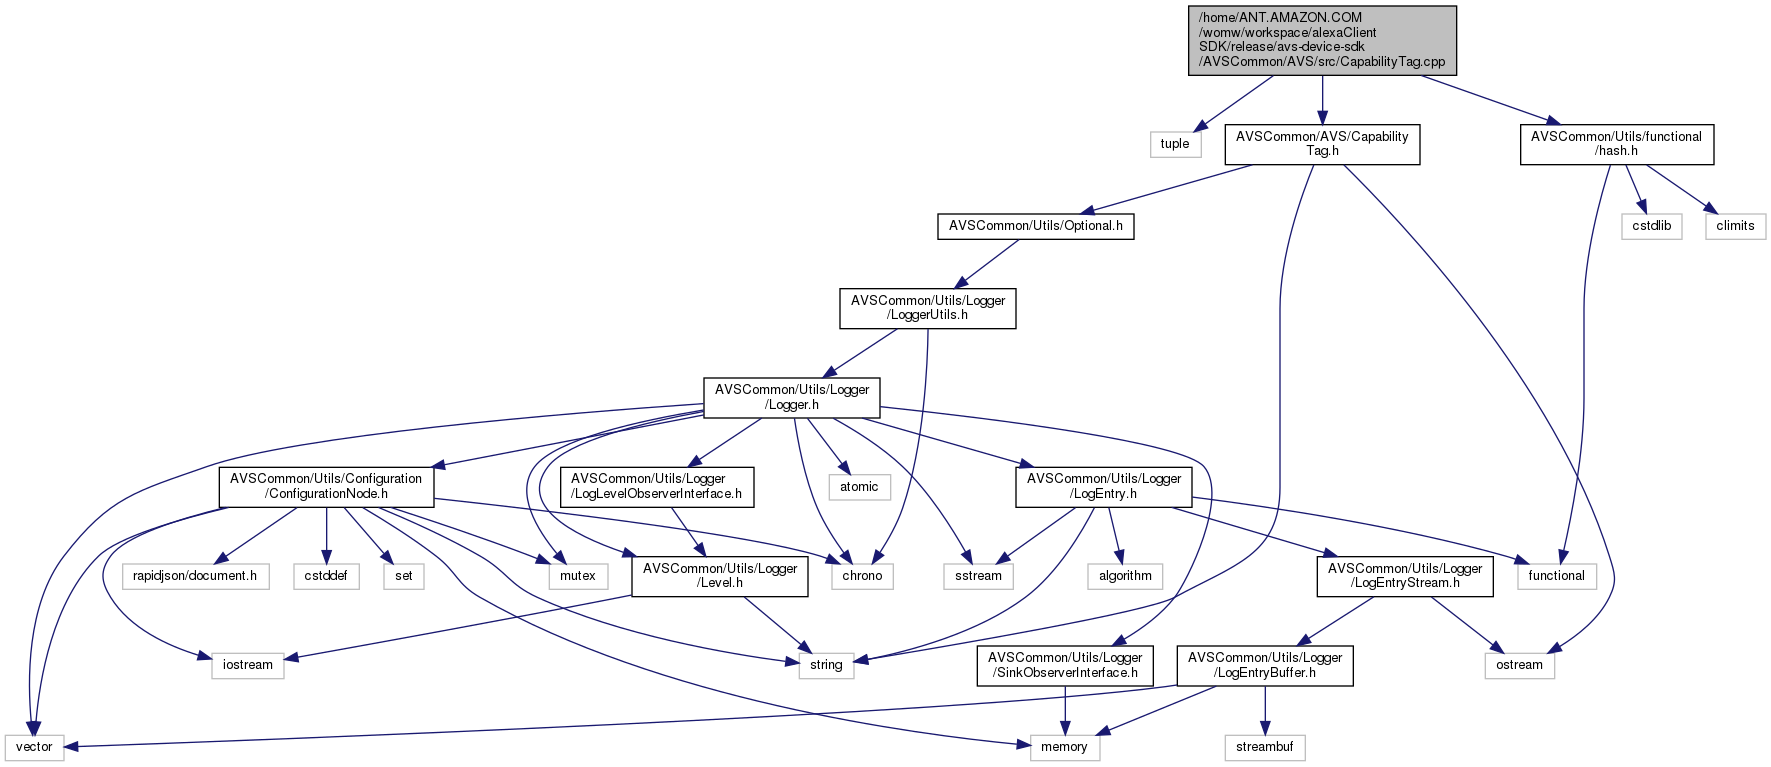 /home/ANT.AMAZON.COM
/womw/workspace/alexaClient
SDK/release/avs-device-sdk
/AVSCommon/AVS/src/CapabilityTag.cpp
tuple
AVSCommon/AVS/Capability
Tag.h
AVSCommon/Utils/functional
/hash.h
AVSCommon/Utils/Optional.h
cstdlib
climits
AVSCommon/Utils/Logger
/LoggerUtils.h
AVSCommon/Utils/Logger
/Logger.h
AVSCommon/Utils/Configuration
/ConfigurationNode.h
AVSCommon/Utils/Logger
/LogLevelObserverInterface.h
atomic
AVSCommon/Utils/Logger
/LogEntry.h
rapidjson/document.h
cstddef
set
mutex
AVSCommon/Utils/Logger
/Level.h
chrono
sstream
algorithm
AVSCommon/Utils/Logger
/LogEntryStream.h
functional
iostream
string
AVSCommon/Utils/Logger
/SinkObserverInterface.h
AVSCommon/Utils/Logger
/LogEntryBuffer.h
ostream
vector
memory
streambuf